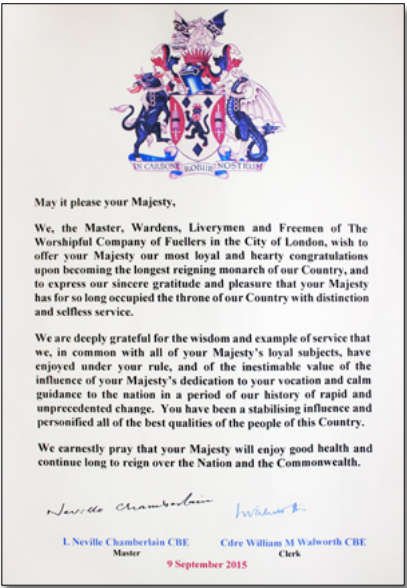 IN CARBONE ROBUR NOSTRUM
May it please your Majesty,
We, the Master, Wardens, Liverymen and Freemen of The
Worshipful Company of Fuellers in the City of London, wish to
offer your Majesty our most loyal and hearty congratulations
upon becoming the longest reigning monarch of our Country, and
to express our sincere gratitude and pleasure that your Majesty
has for so long occupied the throne of our Country with distinction
and selfless service.
We are deeply grateful for the wisdom and example of service that
we, in common with all of your Majesty's loyal subjects, have
enjoyed under your rule, and of the inestimable value of the
influence of your Majesty's dedication to your vocation and calm
guidance to the nation in a period of our history of rapid and
unprecedented change. You have been a stabilising influence and
personified all of the best qualities of the people of this Country.
We earnestly pray that your Majesty will enjoy good health and
continue long to reign over the Nation and the Commonwealth.
Neville Chamberlain Walworth
L Neville Chamberlain CBE Cdre William M Walworth CBE
Master Clerk
9 September 2015